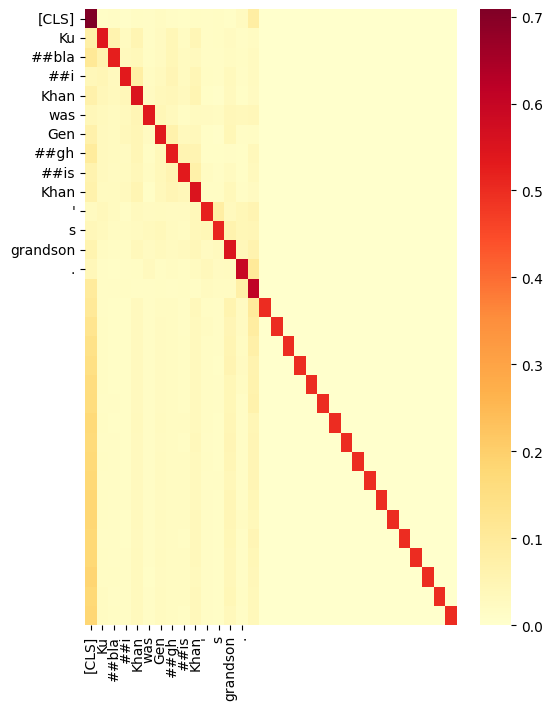 [CLS]
Ku
##bla
##i
Khan
was
Gen
##gh
##is
Khan
'
s
grandson
.
0.7
0.6
0.5
0.4
0.3
0.2
0.1
0.0
[CLS]
Ku
##bla
##i
Khan
was
Gen
##gh
##is
Khan
'
s
grandson
.